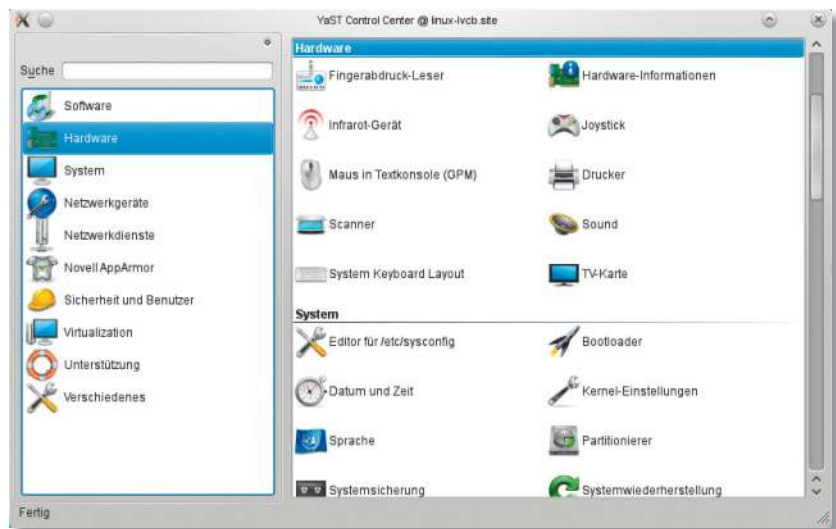 YaST Control Center @ linux-lvcb.site
Suche
Software
Hardware
System
Netzwerkgeräte
Netzwerkdienste
Novell AppArmor
Sicherheit und Benutzer
Virtualization
Unterstützung
Verschiedenes
Hardware
Fingerabdruck-Leser
Hardware-Informationen
Infrarot-Gerät
Joystick
Maus in Textkonsole (GPM)
Drucker
Scanner
Sound
System Keyboard Layout
TV-Karte
System
Editor für /etc/sysconfig
Bootloader
Datum und Zeit
Kernel-Einstellungen
Sprache
Partitionierer
Systemsicherung
Systemwiederherstellung
Fertig